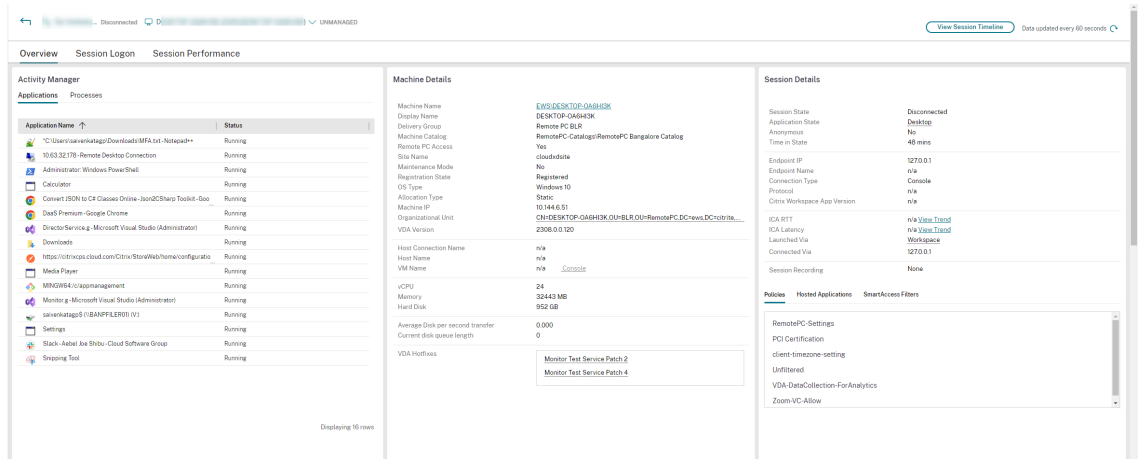 Disconnected UNMANAGED
View Session Timeline Data updated every 60 seconds
Overview Session Logon Session Performance
Activity Manager
Applications Processes
Application Name Status
"C:\Users\saivenkatagp\Downloads\MFA.txt-Notepad++ Running
10.63.32.178-Remote Desktop Connection Running
Administrator: Windows PowerShell Running
Calculator Running
Convert JSON to C# Classes Online-Json2CSharp Toolkit-Goo... Running
DaaS Premium-Google Chrome Running
DirectorService.g-Microsoft Visual Studio (Administrator) Running
Downloads Running
https://citrixcps.cloud.com/Citrix/StoreWeb/home/configuratio... Running
Media Player Running
MINGW64:/c/appmanagement Running
Monitor.g-Microsoft Visual Studio (Administrator) Running
saivenkatagpS (\\BANPFILER01) (V:) Running
Settings Running
Slack-Aebel Joe Shibu-Cloud Software Group Running
Snipping Tool Running
Displaying 16 rows
Machine Details
Machine Name EWS\DESKTOP-OA6HI3K
Display Name DESKTOP-OA6HI3K
Delivery Group Remote PC BLR
Machine Catalog RemotePC-Catalogs\RemotePC Bangalore Catalog
Remote PC Access Yes
Site Name cloudxdsite
Maintenance Mode No
Registration State Registered
OS Type Windows 10
Allocation Type Static
Machine IP 10.144.6.51
Organizational Unit CN=DESKTOP-OA6HI3K,OU=BLR,OU=RemotePC,DC=ews,DC=citrite,...
VDA Version 2308.0.0.120
Host Connection Name n/a
Host Name n/a
VM Name n/a Console
vCPU 24
Memory 32443 MB
Hard Disk 952 GB
Average Disk per second transfer 0.000
Current disk queue length 0
VDA Hotfixes Monitor Test Service Patch 2
Monitor Test Service Patch 4
Session Details
Session State Disconnected
Application State Desktop
Anonymous No
Time in State 48 mins
Endpoint IP 127.0.0.1
Endpoint Name n/a
Connection Type Console
Protocol n/a
Citrix Workspace App Version n/a
ICA RTT n/a View Trend
ICA Latency n/a View Trend
Launched Via Workspace
Connected Via 127.0.0.1
Session Recording None
Policies Hosted Applications SmartAccess Filters
RemotePC-Settings
PCI Certification
client-timezone-setting
Unfiltered
VDA-DataCollection-ForAnalytics
Zoom-VC-Allow